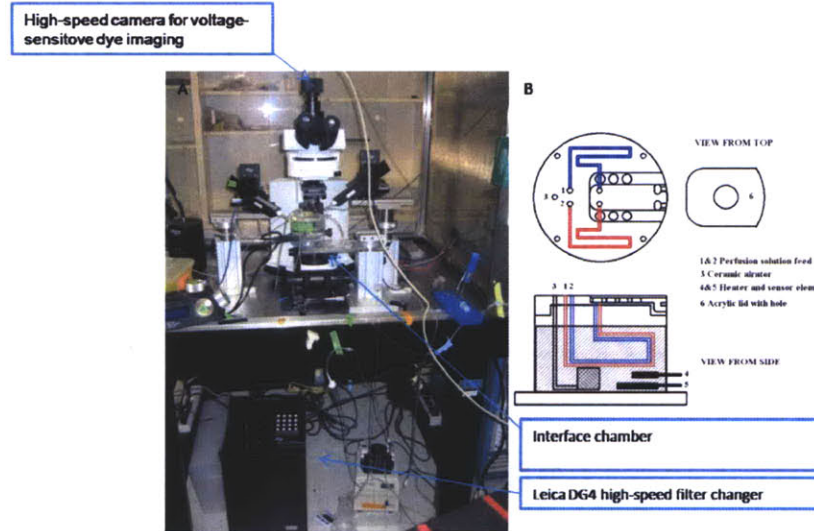 High-speed camera for voltage-
sensitove dye imaging
A
B
VIEW FROM TOP
1
2
3
6
1&2 Perfusion solution feed
3 Ceramic airator
4&5 Heater and sensor elem
6 Acrylic lid with hole
3 12
VIEW FROM SIDE
4
5
Interface chamber
Leica DG4 high-speed filter changer